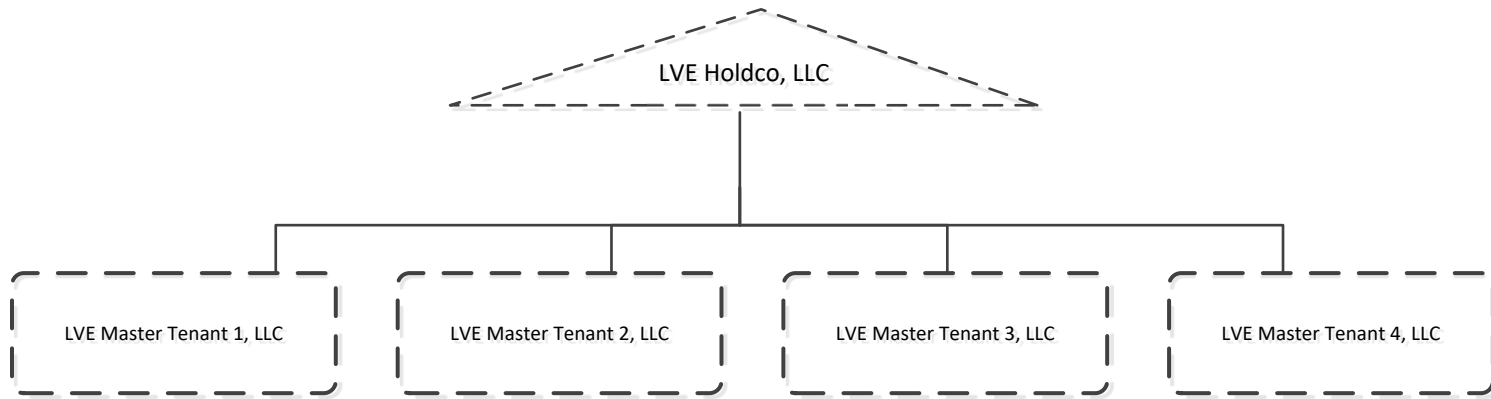 LVE Holdco, LLC
LVE Master Tenant 1, LLC
LVE Master Tenant 2, LLC
LVE Master Tenant 3, LLC
LVE Master Tenant 4, LLC